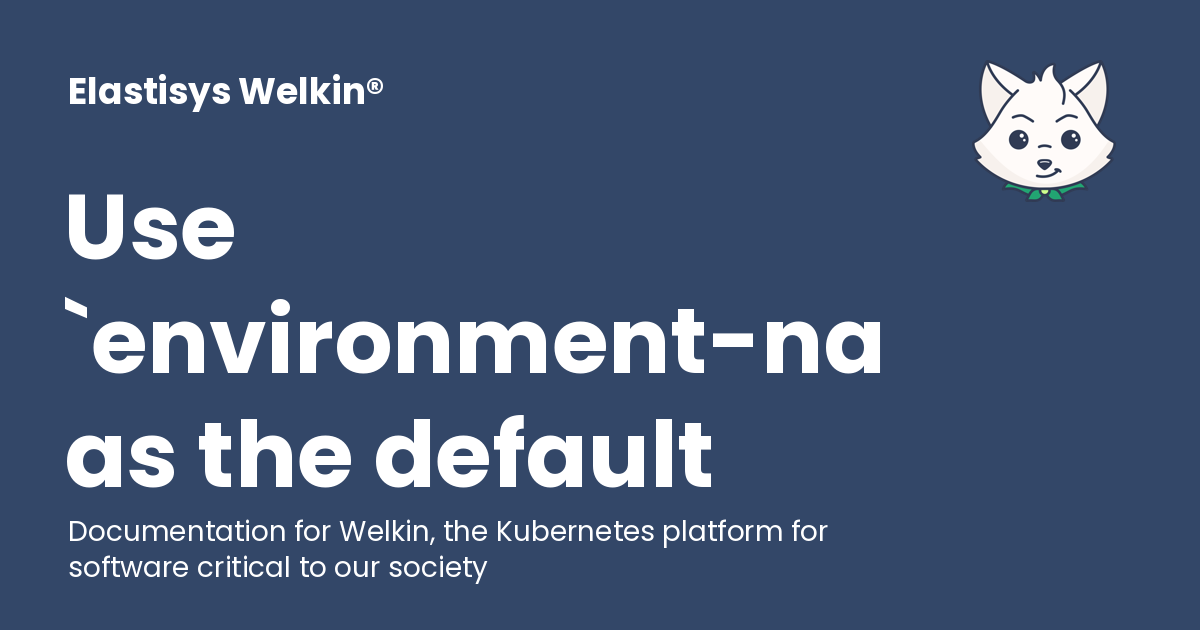 Elastisys Welkin®
Use
`environment-na
as the default
Documentation for Welkin, the Kubernetes platform for
software critical to our society